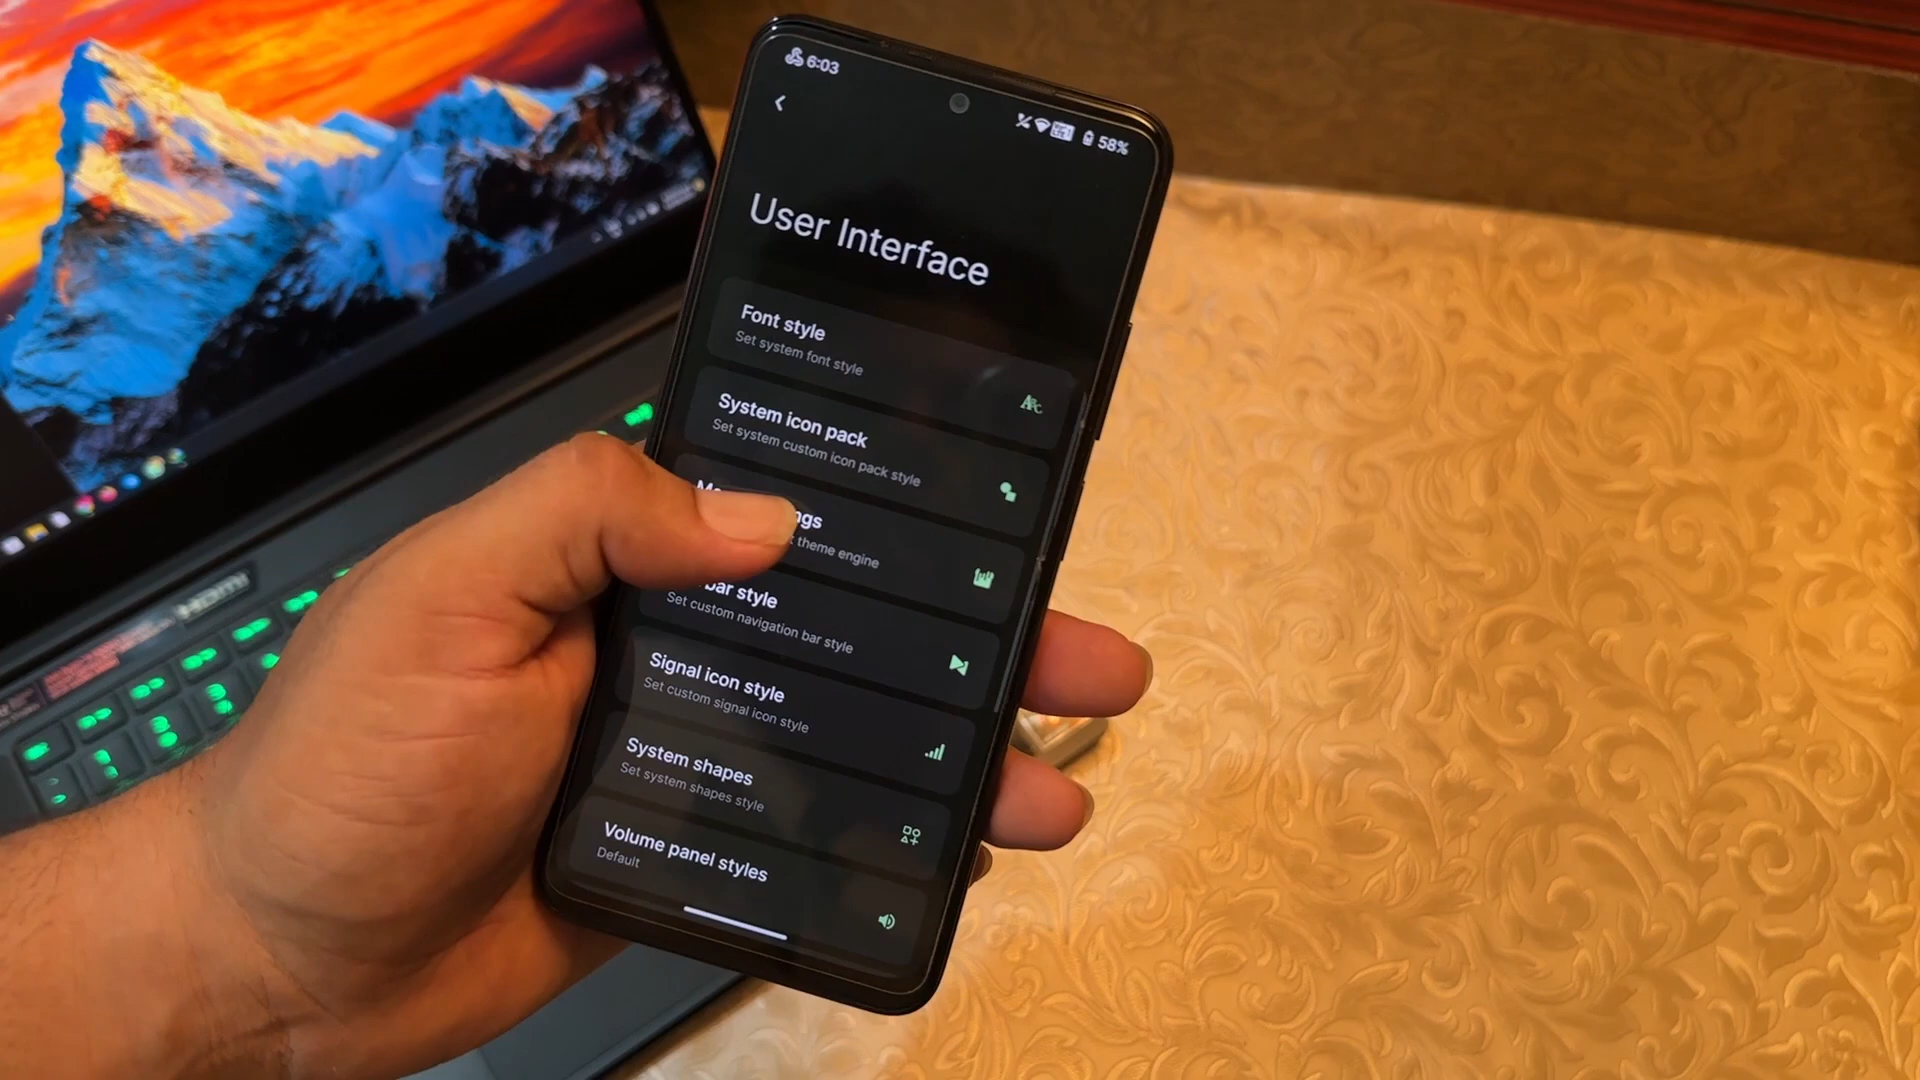 6:03
58%
User Interface
Font style
Set system font style
System icon pack
Set system custom icon pack style
theme engine
bar style
Set custom navigation bar style
Signal icon style
Set custom signal icon style
System shapes
Set system shapes style
Volume panel styles
Default
HDMI